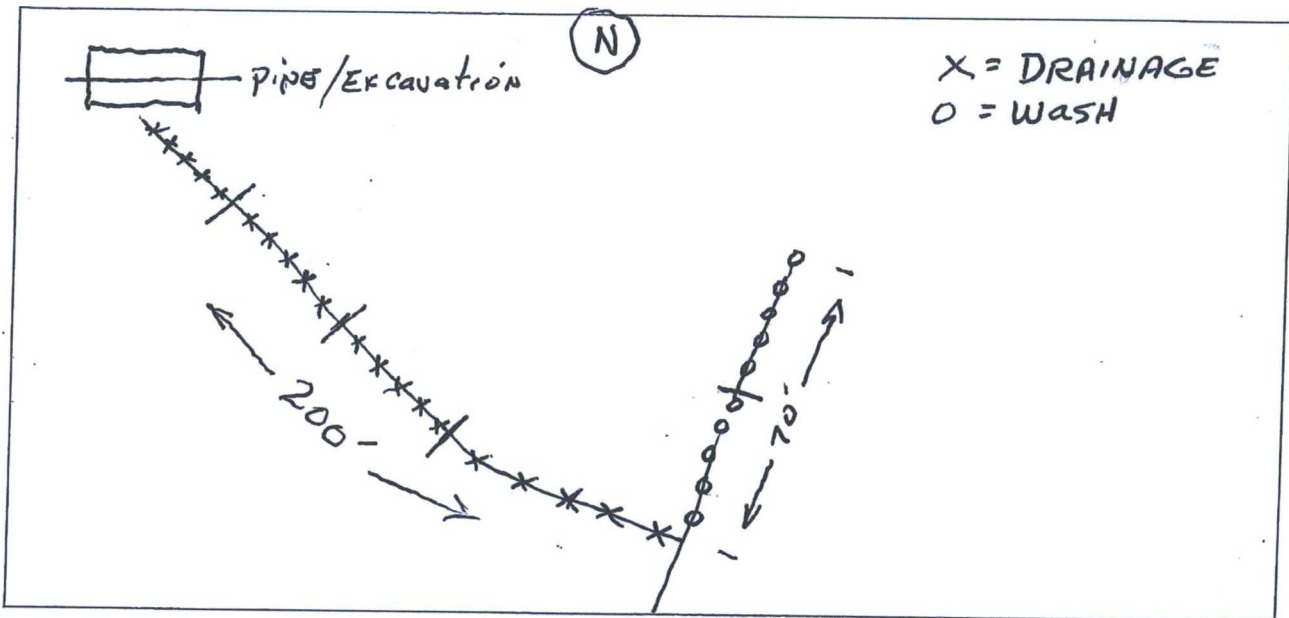 N
PIPE/Excavation
X = DRAINAGE
O = WASH
200-
70'